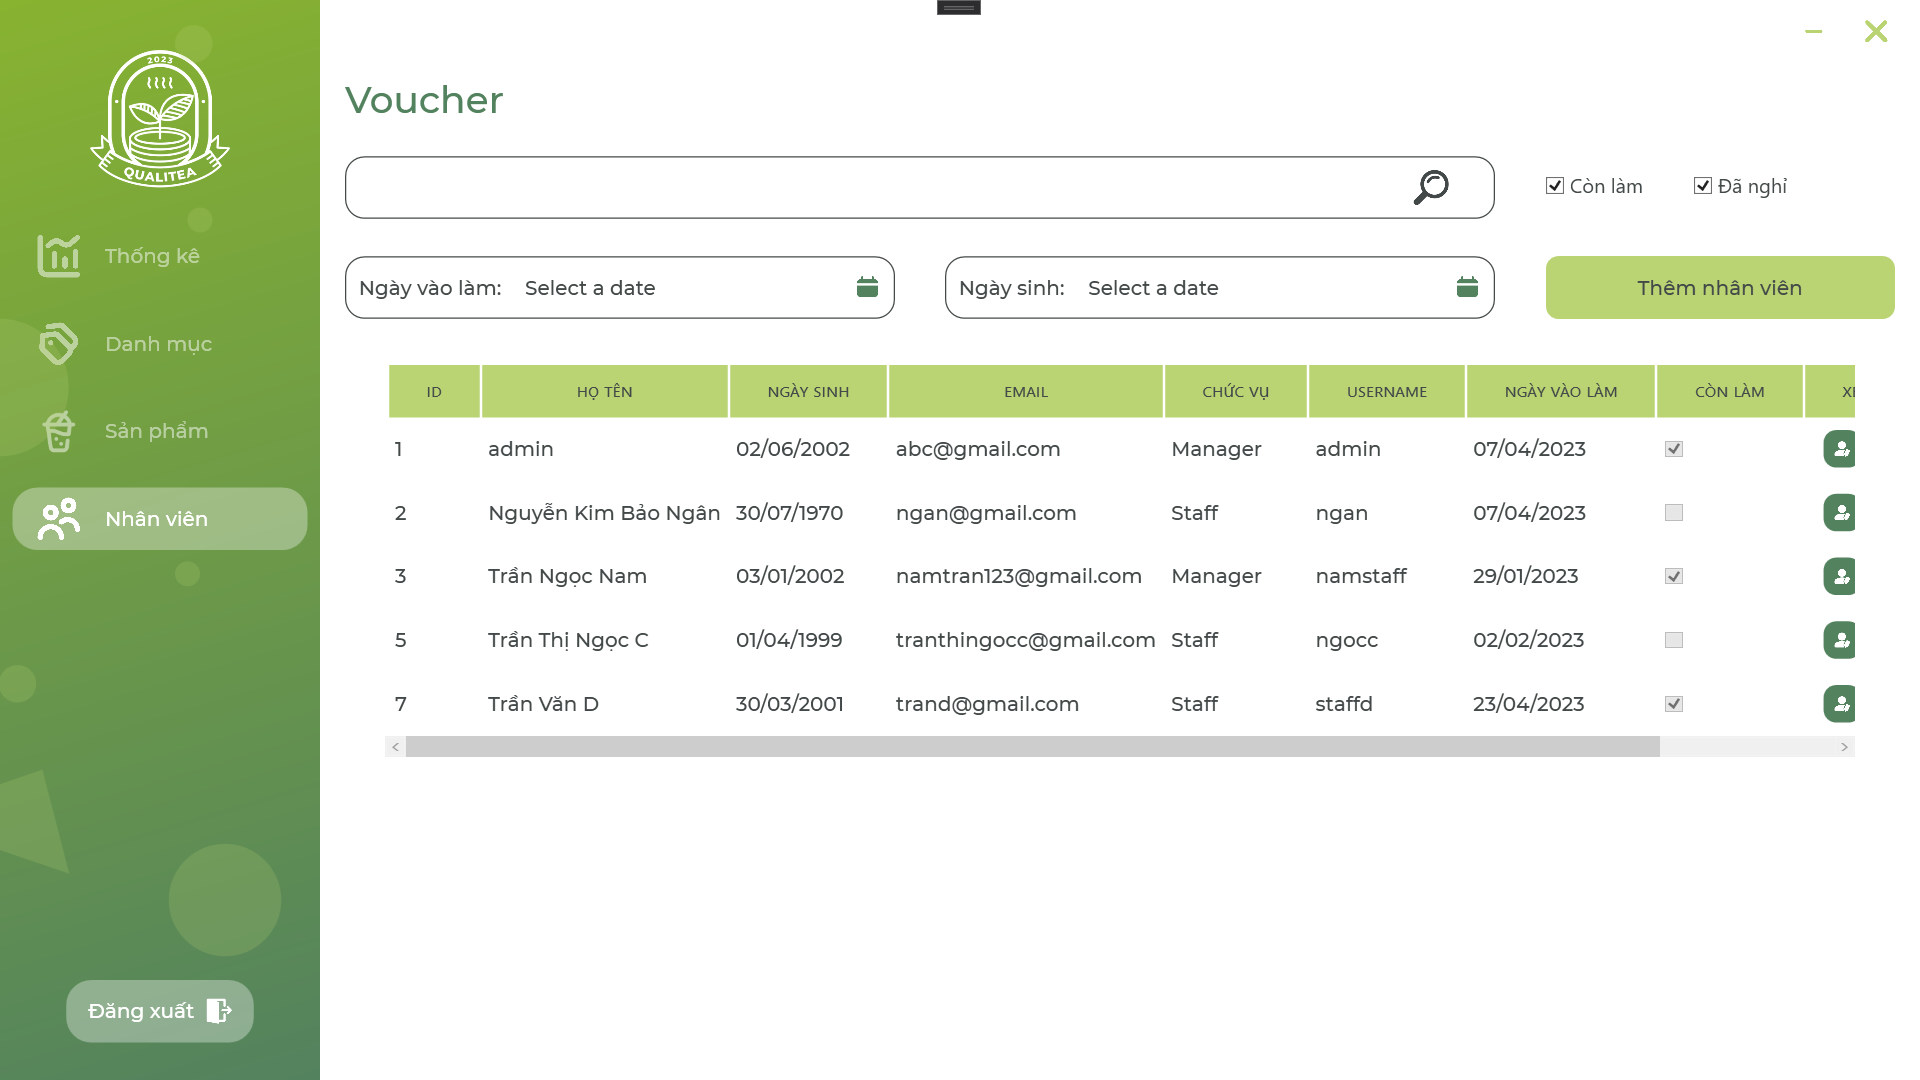 2023
QUALITEA
Thống kê
Danh mục
Sản phẩm
Nhân viên
Đăng xuất
Voucher
Còn làm Đã nghỉ
Ngày vào làm: Select a date Ngày sinh: Select a date Thêm nhân viên
ID HỌ TÊN NGÀY SINH EMAIL CHỨC VỤ USERNAME NGÀY VÀO LÀM CÒN LÀM
1 admin 02/06/2002 abc@gmail.com Manager admin 07/04/2023
2 Nguyễn Kim Bảo Ngân 30/07/1970 ngan@gmail.com Staff ngan 07/04/2023
3 Trần Ngọc Nam 03/01/2002 namtran123@gmail.com Manager namstaff 29/01/2023
5 Trần Thị Ngọc C 01/04/1999 tranthingocc@gmail.com Staff ngocc 02/02/2023
7 Trần Văn D 30/03/2001 trand@gmail.com Staff staffd 23/04/2023